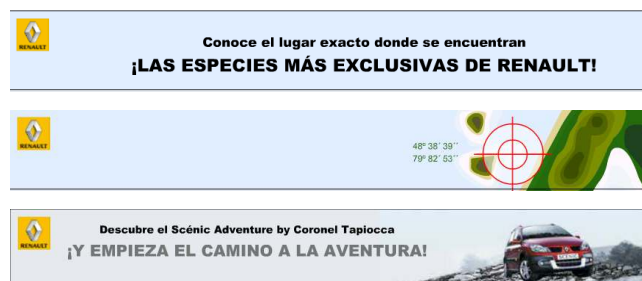 RENAULT
Conoce el lugar exacto donde se encuentran
¡LAS ESPECIES MÁS EXCLUSIVAS DE RENAULT!
RENAULT
48º 38´ 39´´
79º 82´ 53´´
RENAULT
Descubre el Scénic Adventure by Coronel Tapiocca
¡Y EMPIEZA EL CAMINO A LA AVENTURA!